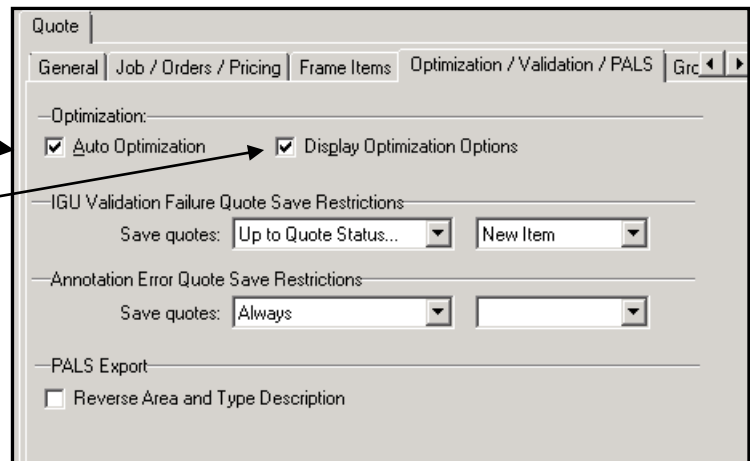 Quote
General Job / Orders / Pricing Frame Items Optimization / Validation / PALS Grc
Optimization:
Auto Optimization Display Optimization Options
IGU Validation Failure Quote Save Restrictions
Save quotes: Up to Quote Status... New Item
Annotation Error Quote Save Restrictions
Save quotes: Always
PALS Export
Reverse Area and Type Description